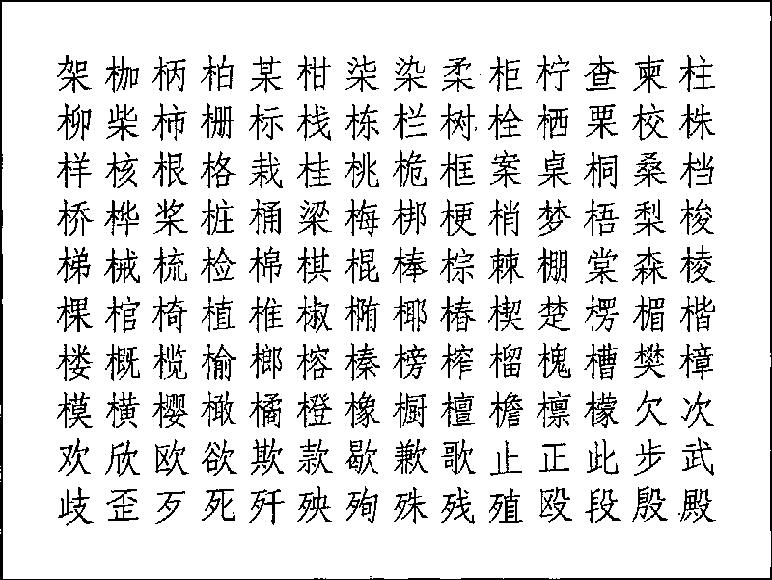 架枷柄柏某柑柒染柔柜柠查柬柱
柳柴柿栅标栈栋栏树栓栖栗校株
样核根格栽桂桃桅框案桌桐桑档
桥桦桨桩桶梁梅梆梗梢梦梧梨梭
梯械梳检棉棋棍棒棕棘棚棠森棱
棵棺椅植椎椒椭椰椿楔楚楞楣楷
楼概榄榆榔榕榛榜榨榴槐槽樊樟
模横樱橄橘橙橡橱檀檐檩檬欠次
欢欣欧欲欺款歇歉歌止正此步武
歧歪歹死歼殃殉殊残殖殴段殷殿